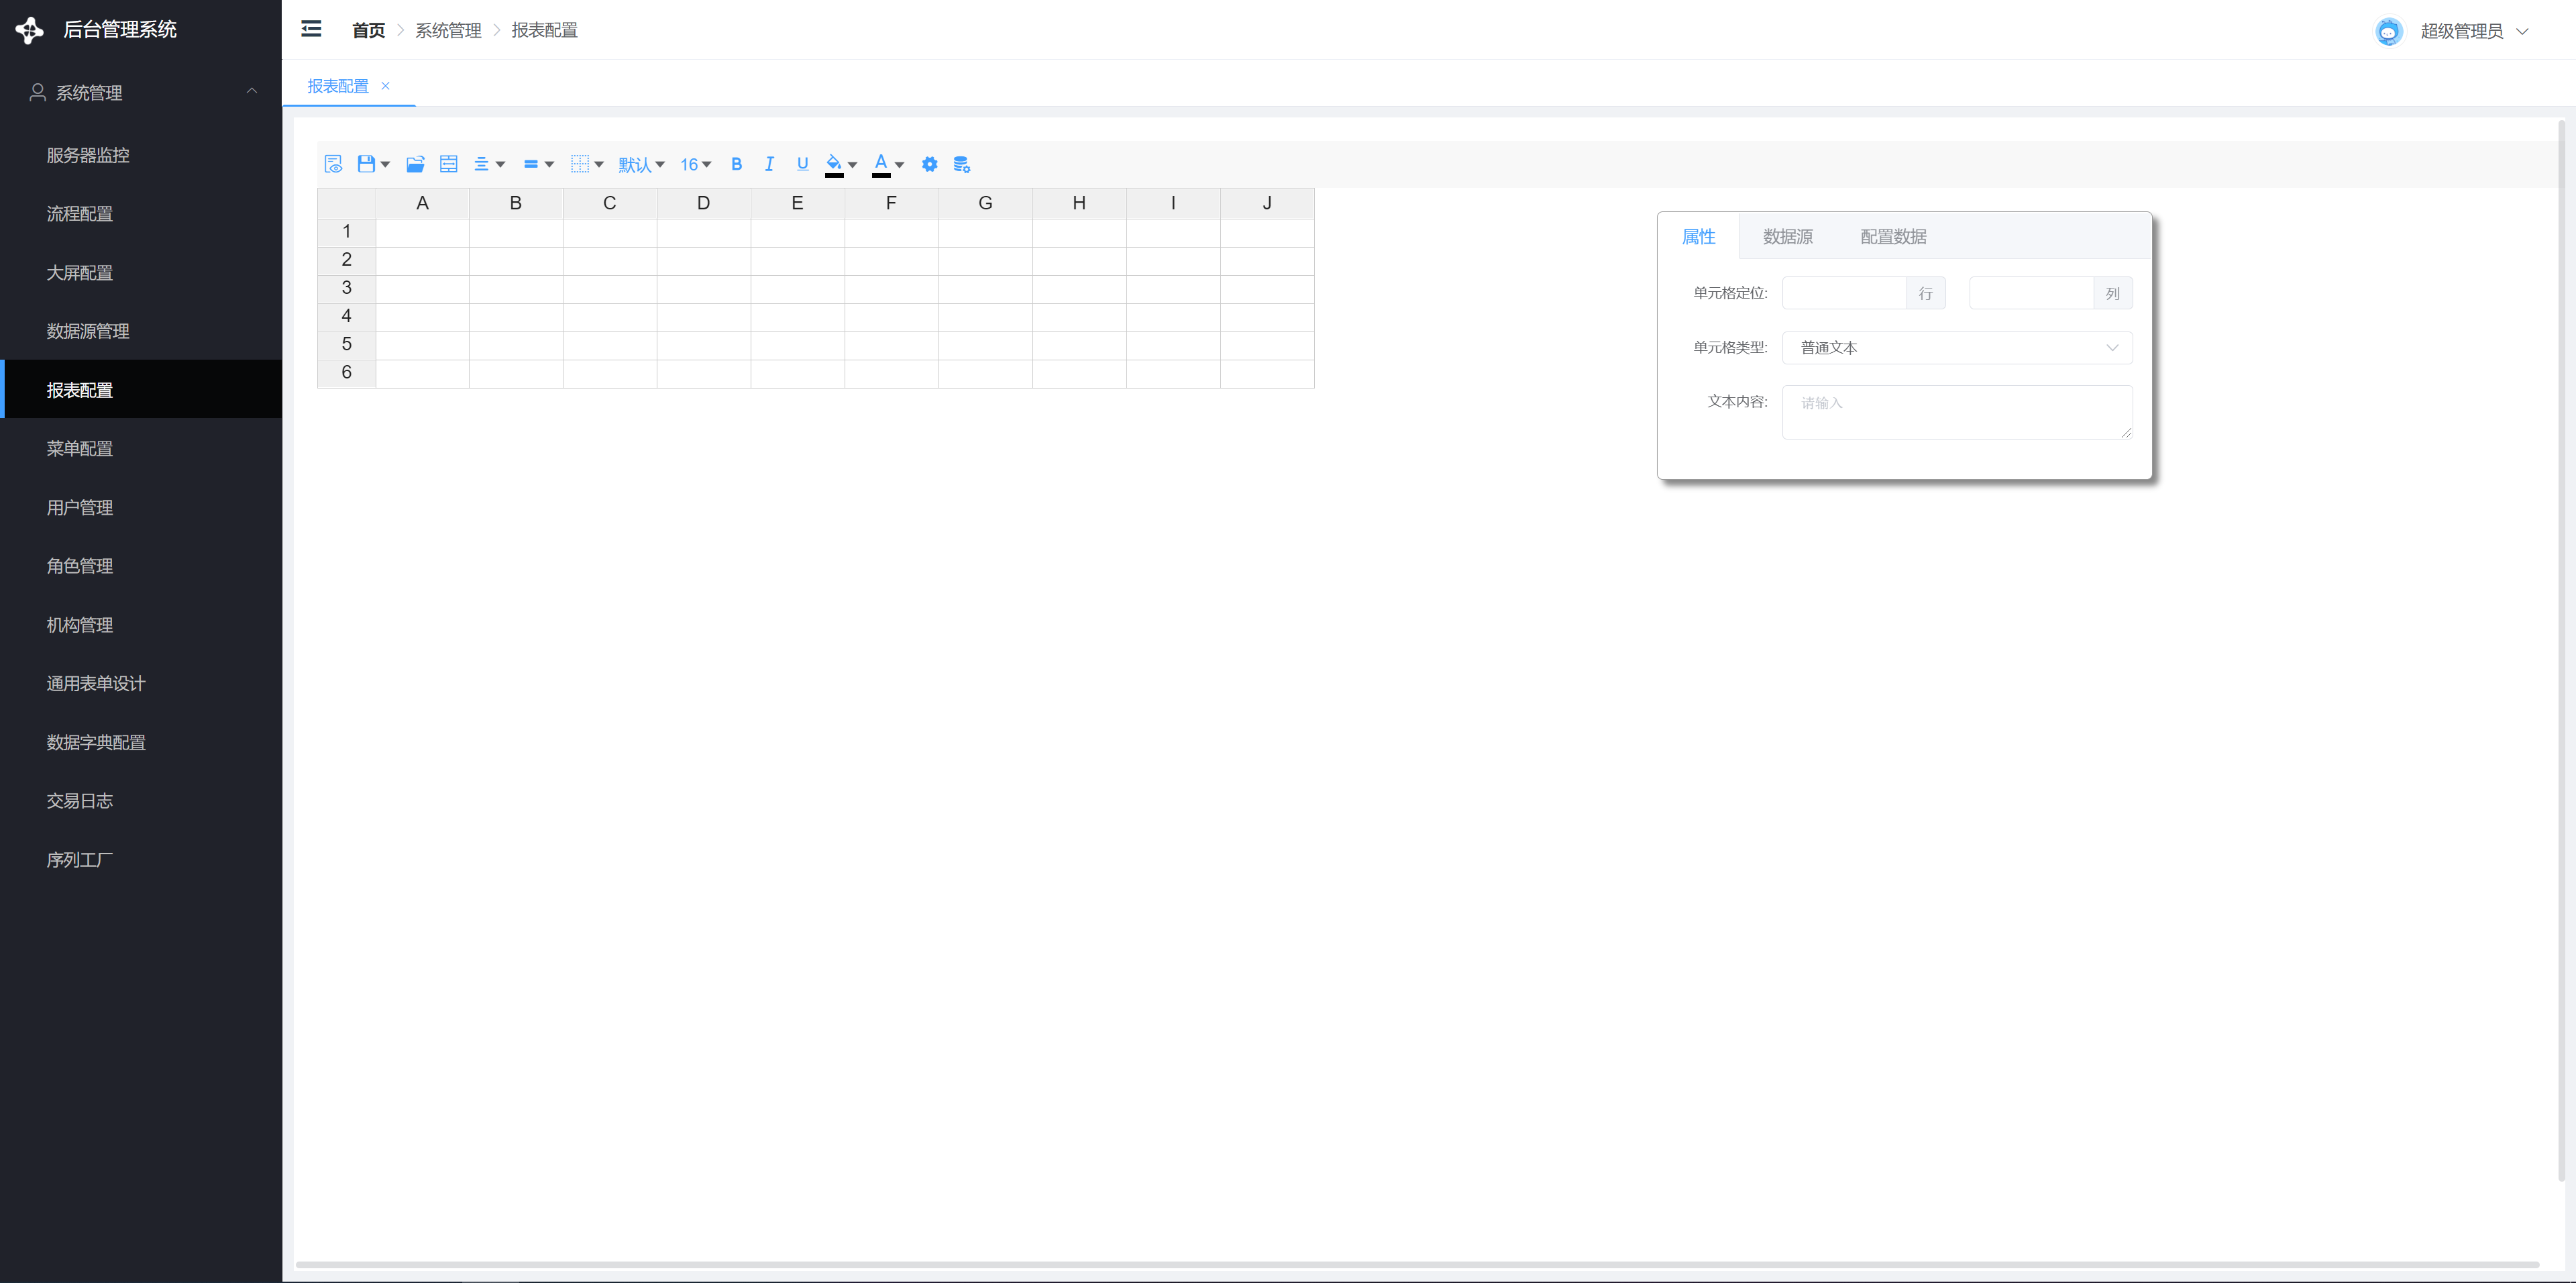 后台管理系统
首页 系统管理 报表配置
超级管理员
系统管理
报表配置
服务器监控
流程配置
大屏配置
数据源管理
报表配置
菜单配置
用户管理
角色管理
机构管理
通用表单设计
数据字典配置
交易日志
序列工厂
默认 16 B I U A
A B C D E F G H I J
1
2
3
4
5
6
属性 数据源 配置数据
单元格定位: 行 列
单元格类型: 普通文本
文本内容: 请输入